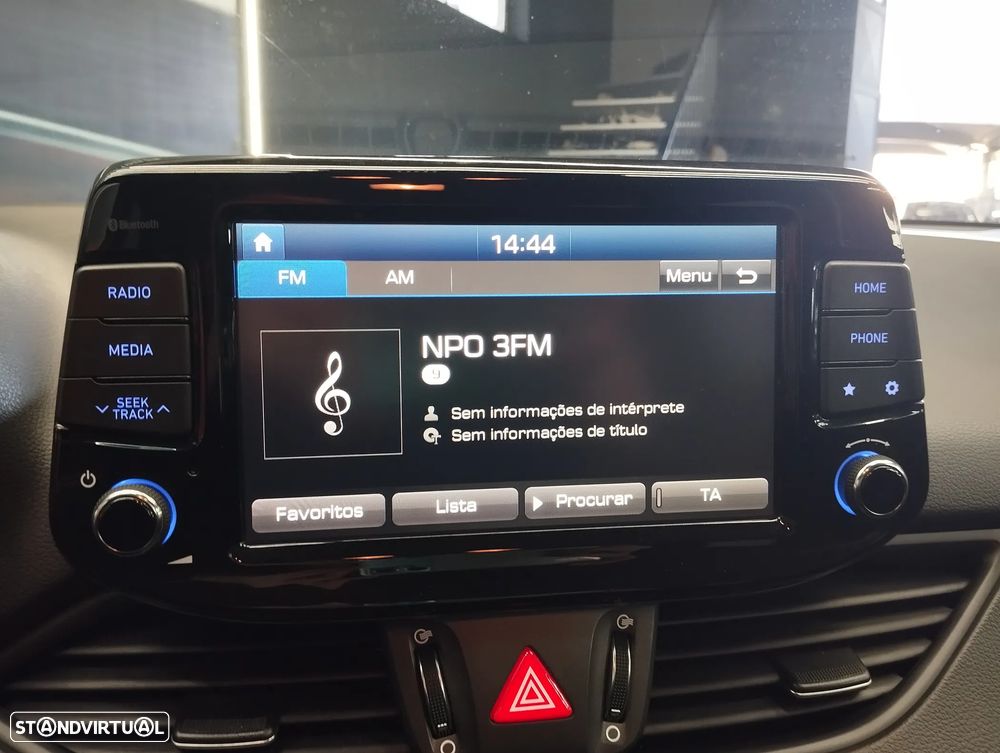 Bluetooth
14:44
FM AM Menu
RADIO
MEDIA
SEEK
TRACK
NPO 3FM
9
Sem informações de intérprete
Sem informações de título
Favoritos Lista Procurar TA
HOME
PHONE
STANDVIRTUAL